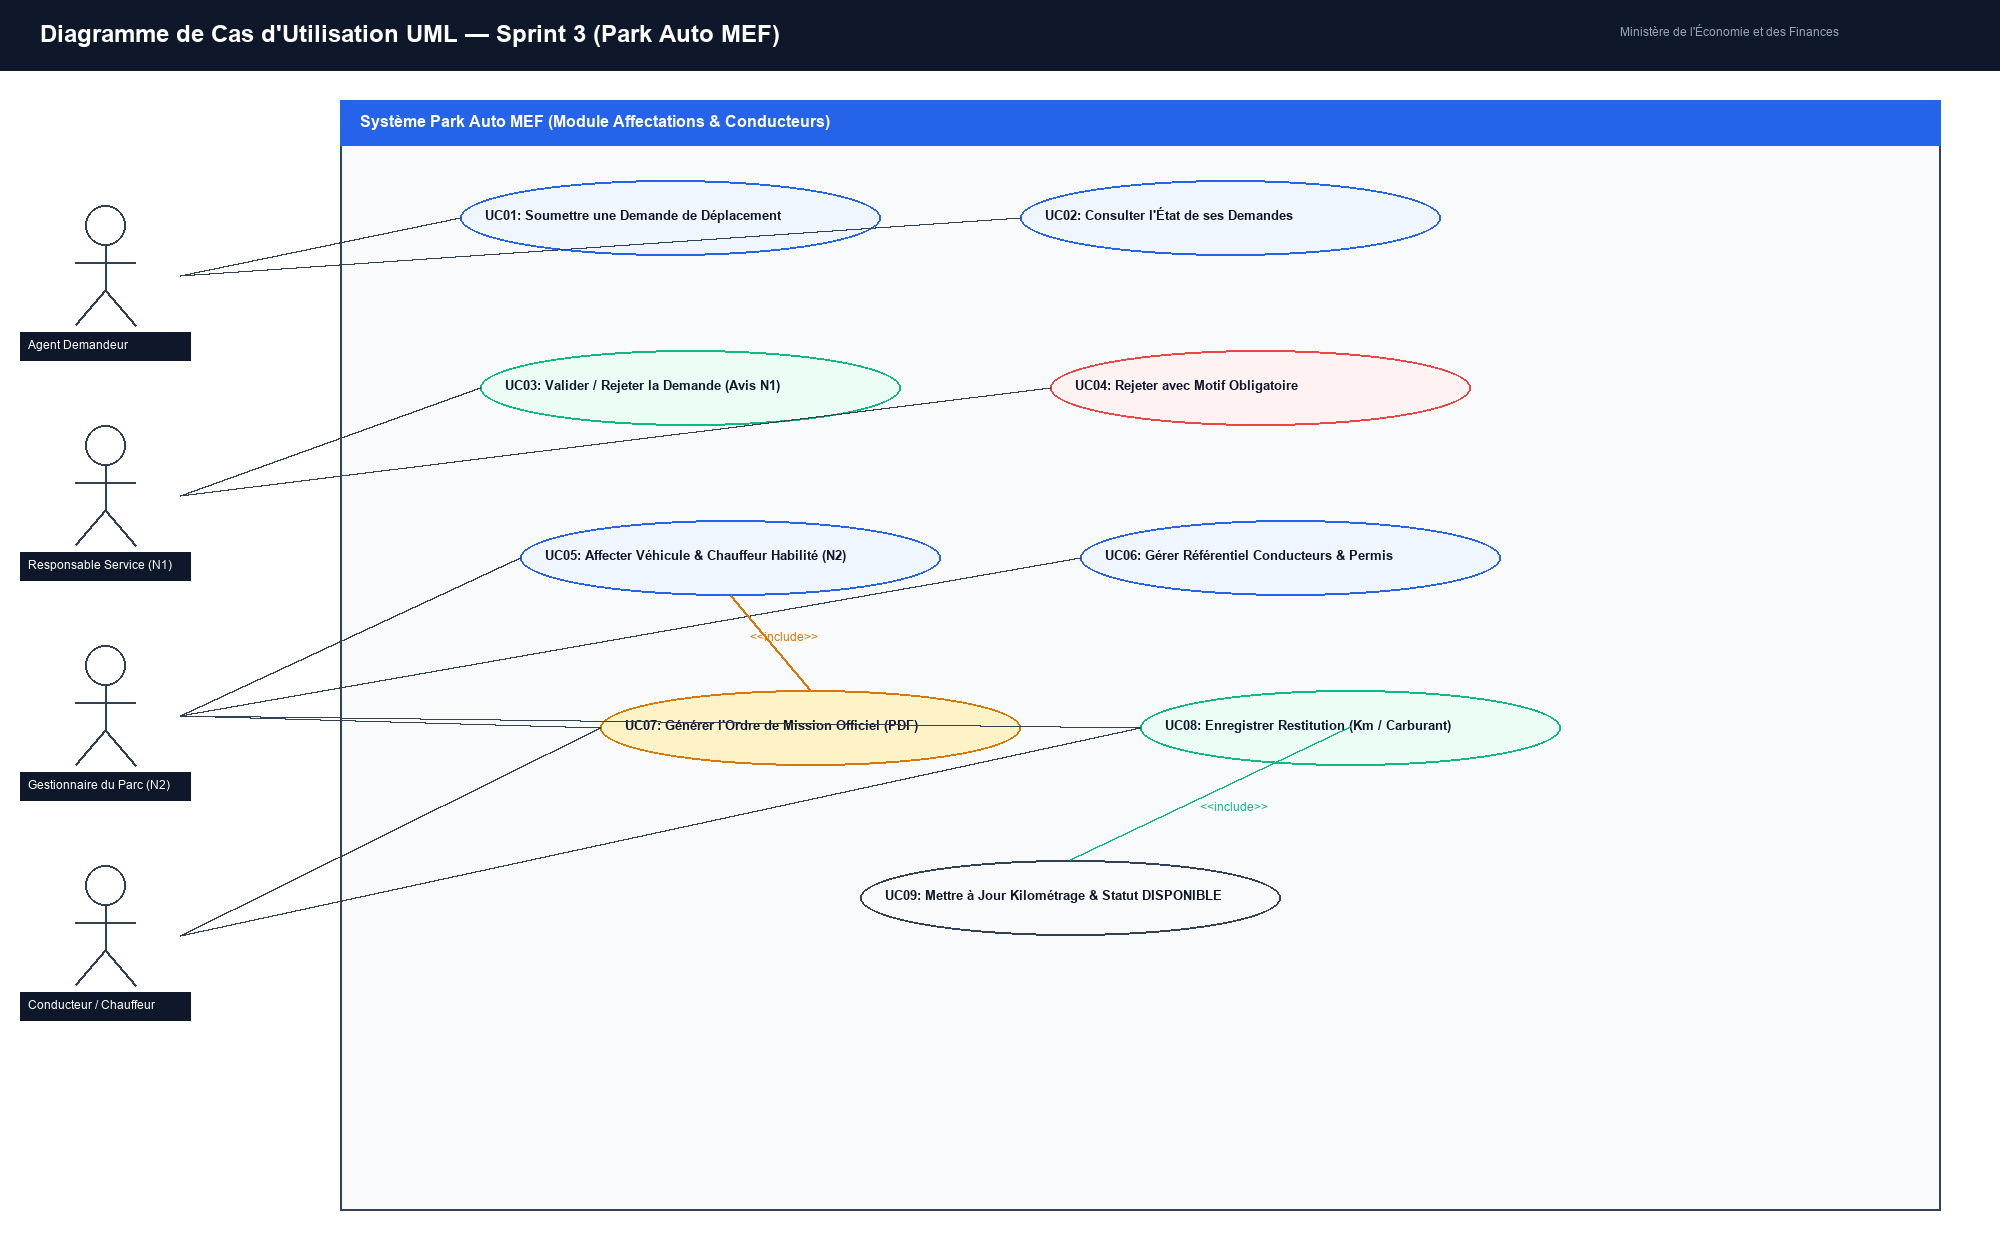 Diagramme de Cas d'Utilisation UML — Sprint 3 (Park Auto MEF)
Ministère de l'Économie et des Finances
Système Park Auto MEF (Module Affectations & Conducteurs)
UC01: Soumettre une Demande de Déplacement
UC02: Consulter l'État de ses Demandes
Agent Demandeur
UC03: Valider / Rejeter la Demande (Avis N1)
UC04: Rejeter avec Motif Obligatoire
Responsable Service (N1)
UC05: Affecter Véhicule & Chauffeur Habilité (N2)
UC06: Gérer Référentiel Conducteurs & Permis
<<include>>
UC07: Générer l'Ordre de Mission Officiel (PDF)
UC08: Enregistrer Restitution (Km / Carburant)
Gestionnaire du Parc (N2)
<<include>>
UC09: Mettre à Jour Kilométrage & Statut DISPONIBLE
Conducteur / Chauffeur